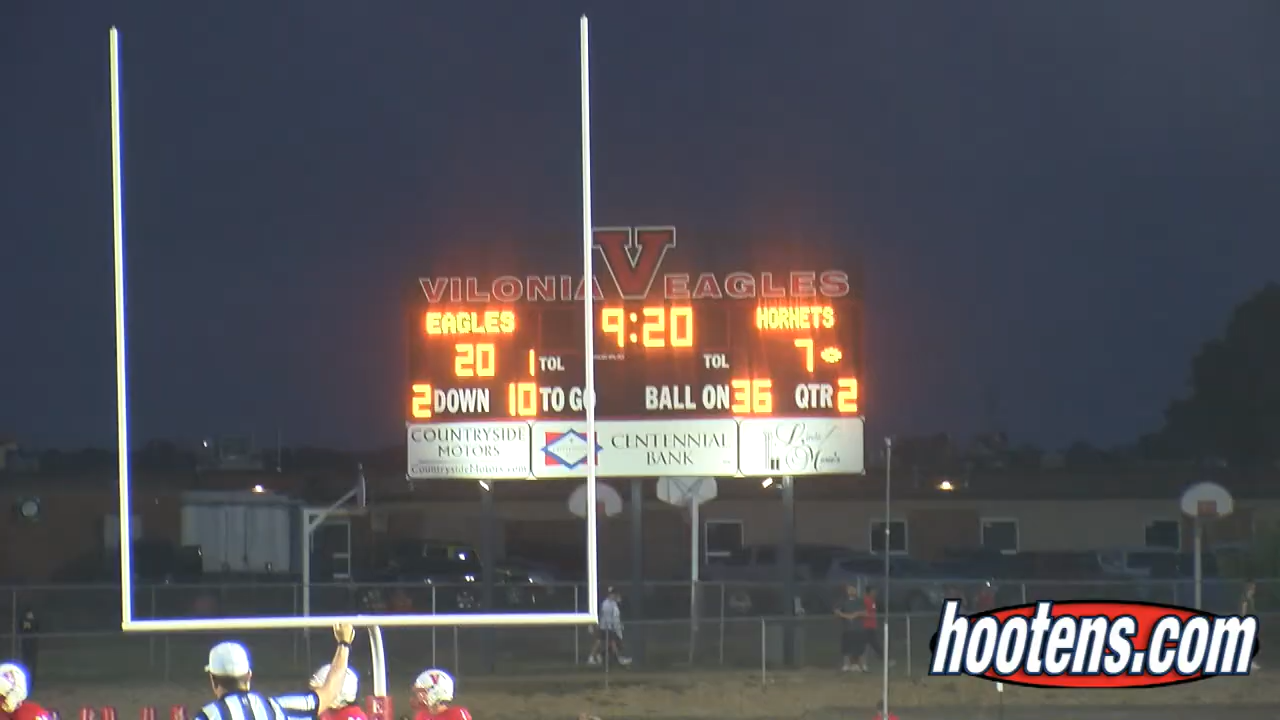 V
VILONIA EAGLES
EAGLES 9:20 HORNETS
20 1 TOL TOL 7
2 DOWN 10 TO GO BALL ON 36 QTR 2
COUNTRYSIDE
MOTORS
CountrysideMotors.com
CENTENNIAL
BANK
hootens.com